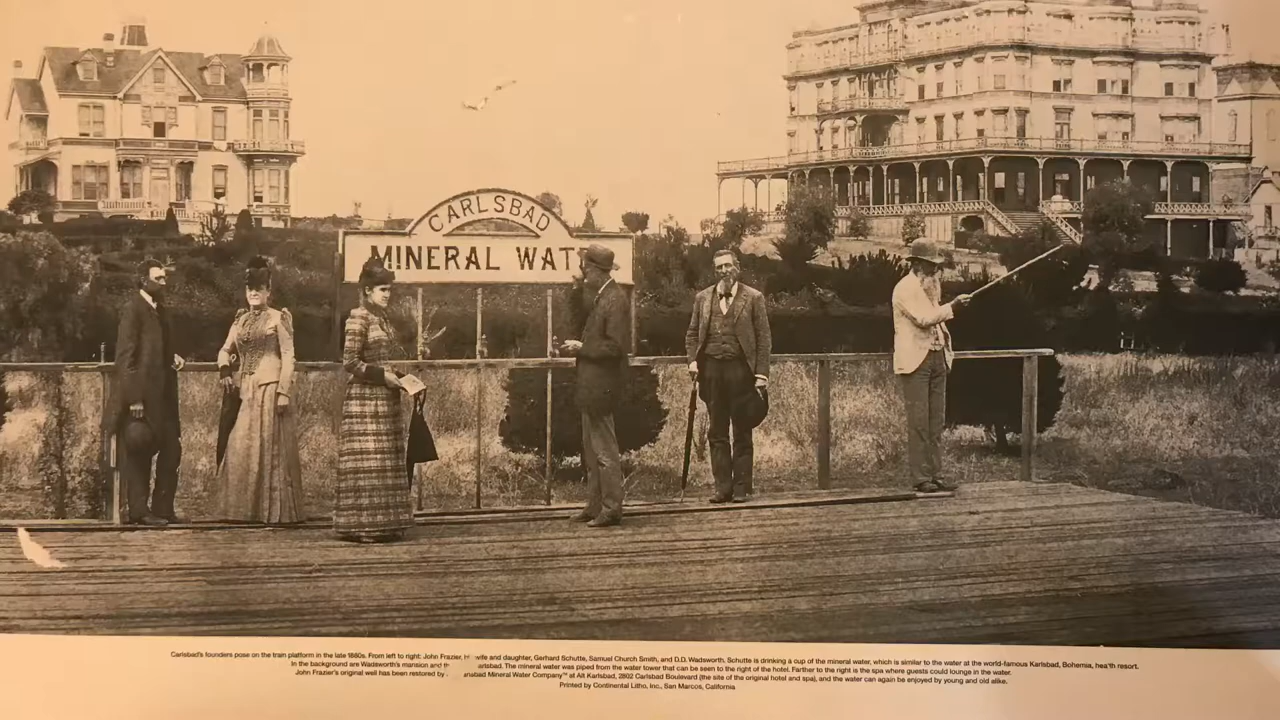 CARLSBAD
MINERAL WAT
Carlsbad's founders pose on the train platform in the late 1880s. From left to right: John Frazier, wife and daughter, Gerhard Schutte, Samuel Church Smith, and D.D. Wadsworth. Schutte is drinking a cup of the mineral water, which is similar to the water at the world-famous Karlsbad, Bohemia, health resort.
In the background are Wadsworth's mansion and arlsbad. The mineral water was piped from the water tower that can be seen to the right of the hotel. Farther to the right is the spa where guests could lounge in the water.
John Frazier's original well has been restored by arlsbad Mineral Water Company™ at Alt Karlsbad, 2802 Carlsbad Boulevard (the site of the original hotel and spa), and the water can again be enjoyed by young and old alike.
Printed by Continental Litho, Inc., San Marcos, California